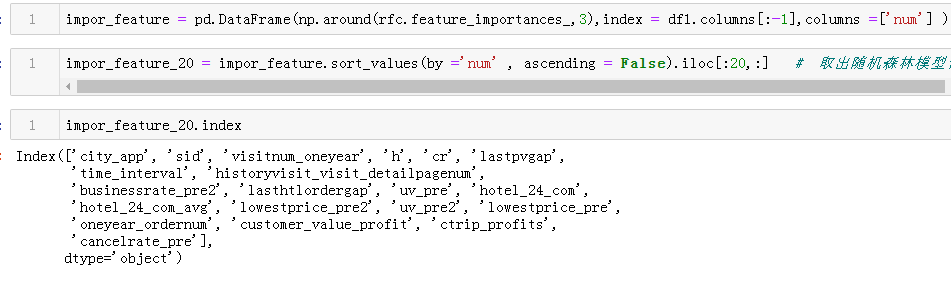 1 impor_feature = pd.DataFrame(np.around(rfc.feature_importances_,3),index = df1.columns[:-1],columns =['num'] )
1 impor_feature_20 = impor_feature.sort_values(by ='num' , ascending = False).iloc[:20,:] # 取出随机森林模型
1 impor_feature_20.index
Index(['city_app', 'sid', 'visitnum_oneyear', 'h', 'cr', 'lastpvgap',
'time_interval', 'historyvisit_visit_detailpagenum',
'businessrate_pre2', 'lasthtlordergap', 'uv_pre', 'hotel_24_com',
'hotel_24_com_avg', 'lowestprice_pre2', 'uv_pre2', 'lowestprice_pre',
'oneyear_ordernum', 'customer_value_profit', 'ctrip_profits',
'cancelrate_pre'],
dtype='object')